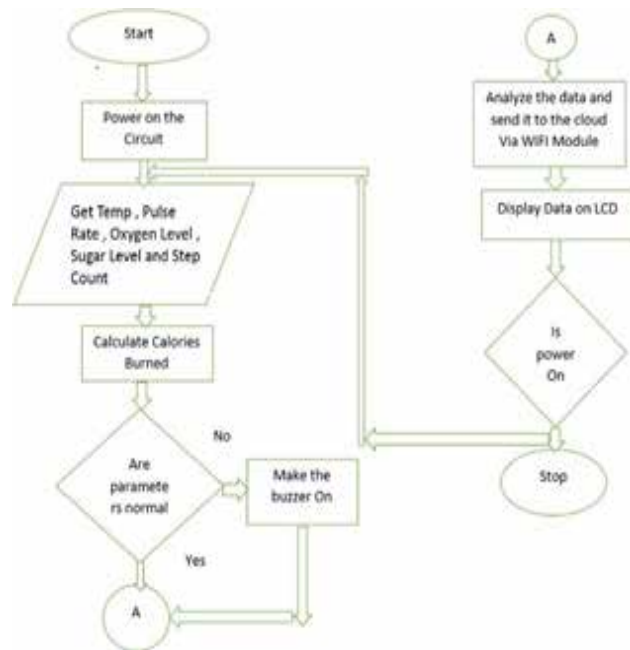 Start
Power on the
Circuit
Get Temp , Pulse
Rate , Oxygen Level ,
Sugar Level and Step
Count
Calculate Calories
Burned
No
Are
paramete
rs normal
Make the
buzzer On
Yes
A
A
Analyze the data and
send it to the cloud
Via WIFI Module
Display Data on LCD
Is
power
On
Stop